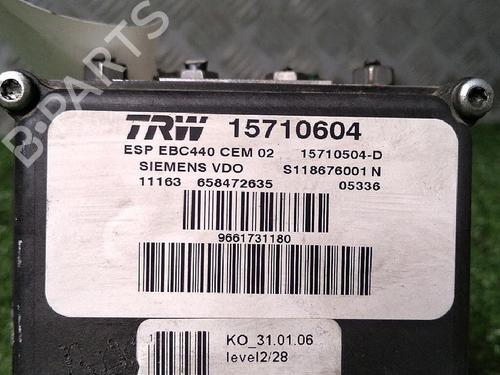 TRW 15710604
ESP EBC440 CEM 02 15710504-D
SIEMENS VDO S118676001 N
11163 658472635 05336
9661731180
KO_31.01.06
level2/28
B-PARTS